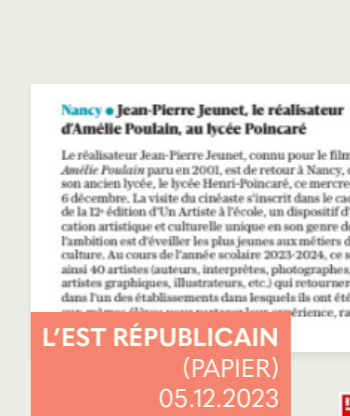 Nancy • Jean-Pierre Jeunet, le réalisateur
d'Amélie Poulain, au lycée Poincaré
Le réalisateur Jean-Pierre Jeunet, connu pour le film
Amélie Poulain paru en 2001, est de retour à Nancy,
son ancien lycée, le lycée Henri-Poincaré, ce mercre
6 décembre. La visite du cinéaste s'inscrit dans le ca
de la 12e édition d'Un Artiste à l'école, un dispositif d'
cation artistique et culturelle unique en son genre d
l'ambition est d'éveiller les plus jeunes aux métiers d
culture. Au cours de l'année scolaire 2023-2024, ce s
ainsi 40 artistes (auteurs, interprètes, photographes,
artistes graphiques, illustrateurs, etc.) qui retourner
dans l'un des établissements dans lesquels ils ont été
L'EST RÉPUBLICAIN
(PAPIER)
05.12.2023